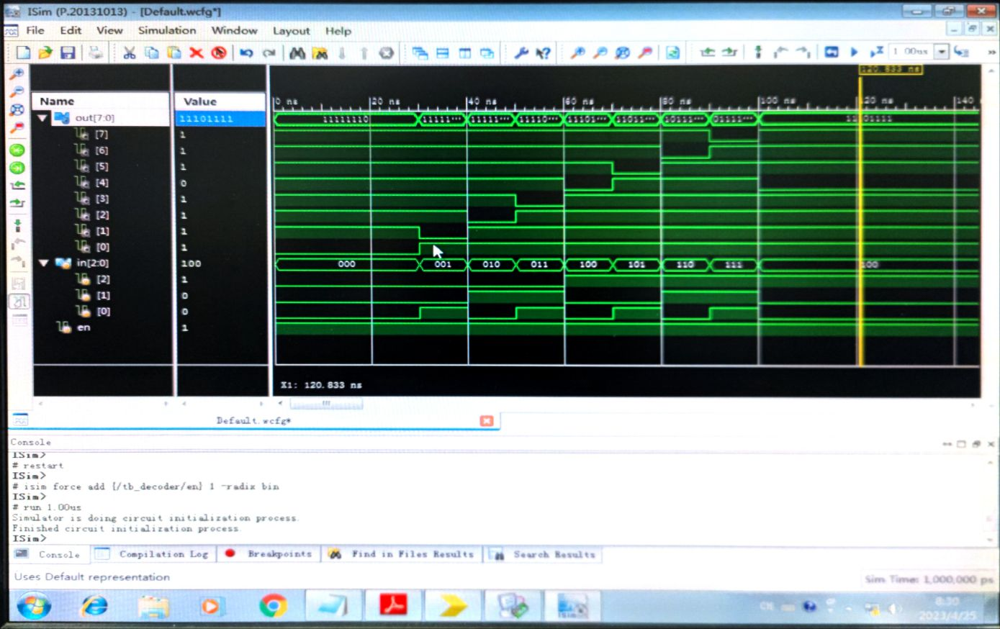 ISim (P.20131013) - [Default.wcfg*]
File Edit View Simulation Window Layout Help
1.00us
120.833 ns
Name Value
0 ns 20 ns 40 ns 60 ns 80 ns 100 ns 120 ns 140
out[7:0] 11101111 11111110 11111... 11111... 11110... 11101... 11011... 10111... 01111... 11101111
[7] 1
[6] 1
[5] 1
[4] 0
[3] 1
[2] 1
[1] 1
[0] 1
in[2:0] 100 000 001 010 011 100 101 110 111 100
[2] 1
[1] 0
[0] 0
en 1
X1: 120.833 ns
Default.wcfg*
Console
ISim>
# restart
ISim>
# isim force add {/tb_decoder/en} 1 -radix bin
ISim>
# run 1.00us
Simulator is doing circuit initialization process.
Finished circuit initialization process.
ISim>
Console Compilation Log Breakpoints Find in Files Results Search Results
Uses Default representation Sim Time: 1,000,000 ps
ISim
CH
8:30
2023/4/25